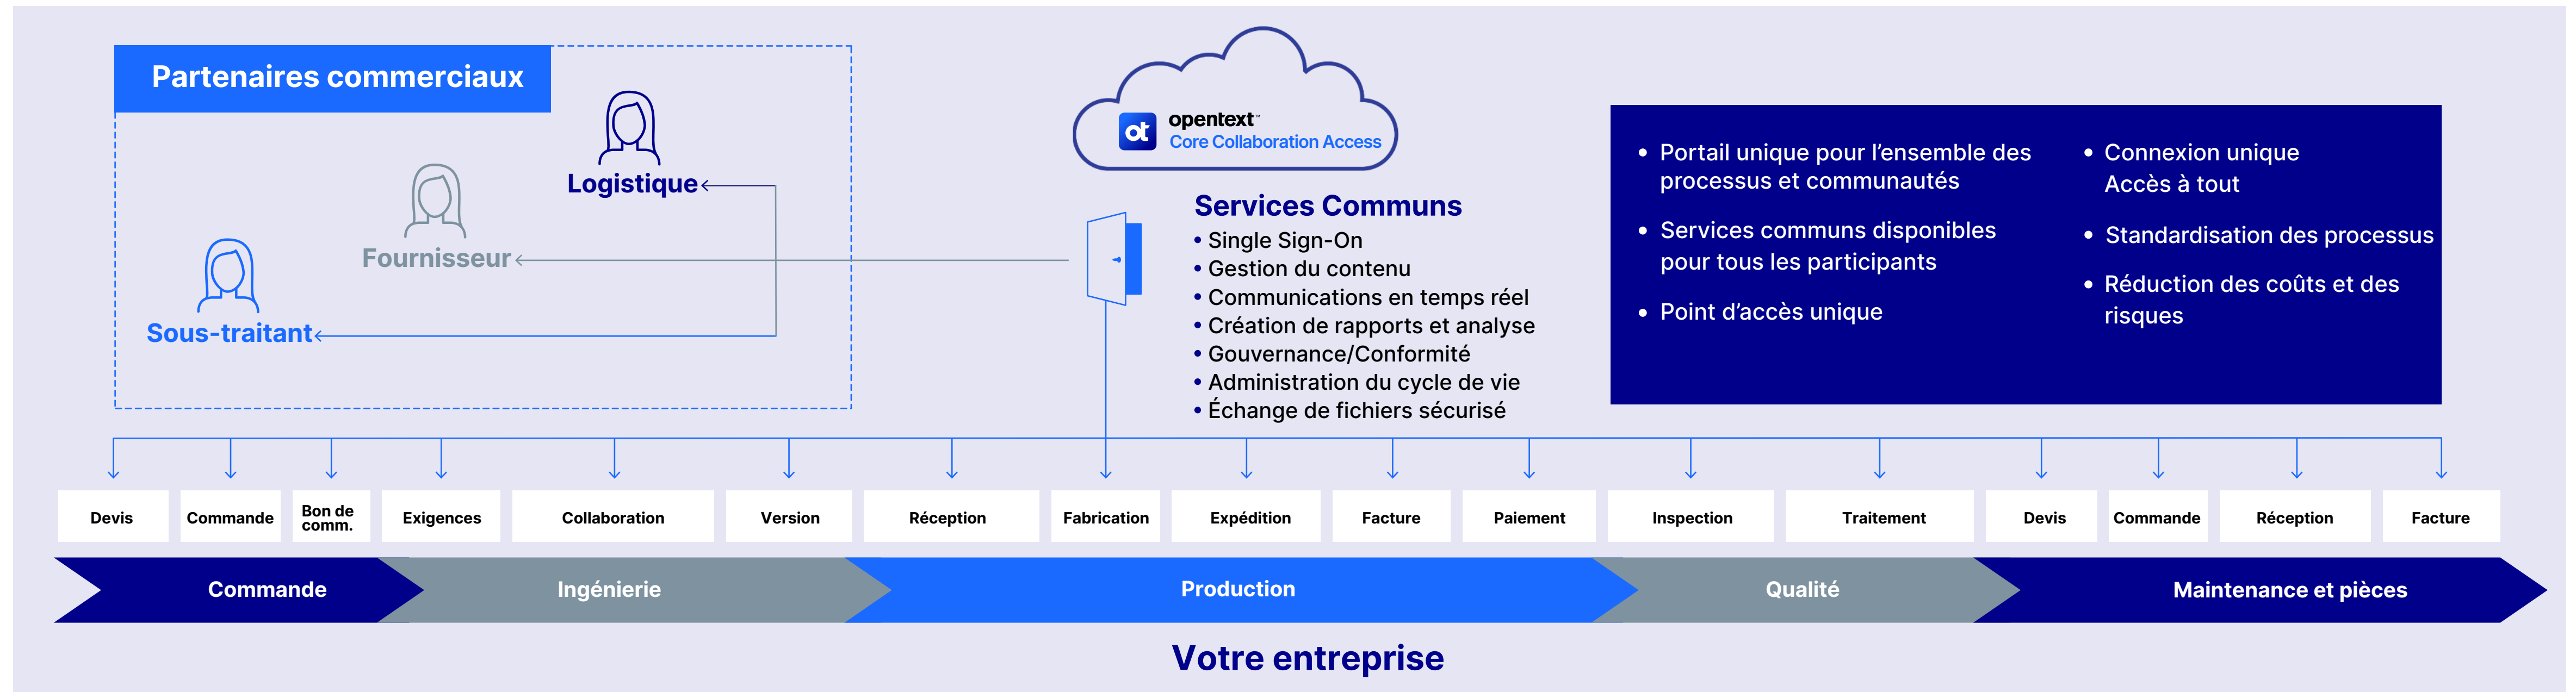 Partenaires commerciaux
Logistique
Fournisseur
Sous-traitant
opentext™
Core Collaboration Access
Services Communs
• Single Sign-On
• Gestion du contenu
• Communications en temps réel
• Création de rapports et analyse
• Gouvernance/Conformité
• Administration du cycle de vie
• Échange de fichiers sécurisé
• Portail unique pour l’ensemble des
processus et communautés
• Services communs disponibles
pour tous les participants
• Point d’accès unique
• Connexion unique
Accès à tout
• Standardisation des processus
• Réduction des coûts et des
risques
Devis
Commande
Bon de
comm.
Exigences
Collaboration
Version
Réception
Fabrication
Expédition
Facture
Paiement
Inspection
Traitement
Devis
Commande
Réception
Facture
Commande
Ingénierie
Production
Qualité
Maintenance et pièces
Votre entreprise